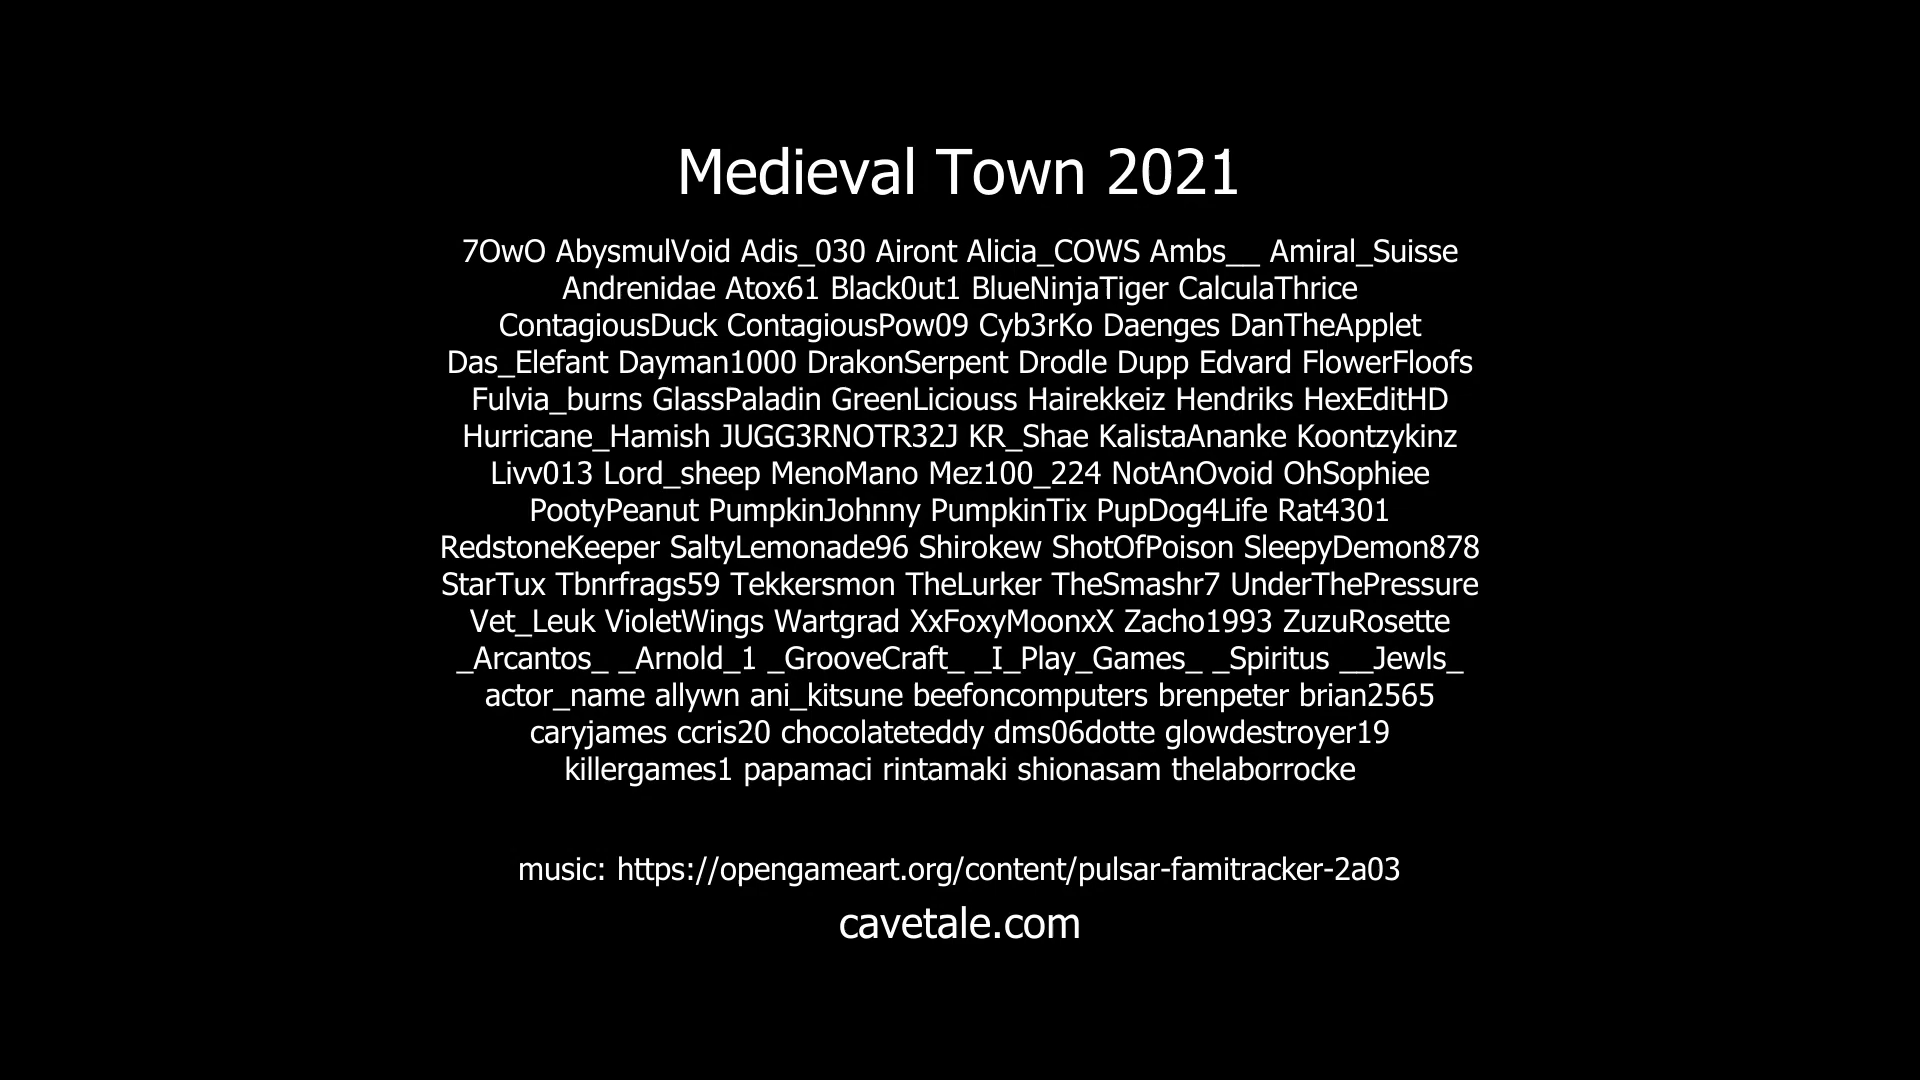 Medieval Town 2021
7OwO AbysmulVoid Adis_030 Airont Alicia_COWS Ambs__ Amiral_Suisse
Andrenidae Atox61 Black0ut1 BlueNinjaTiger CalculaThrice
ContagiousDuck ContagiousPow09 Cyb3rKo Daenges DanTheApplet
Das_Elefant Dayman1000 DrakonSerpent Drodle Dupp Edvard FlowerFloofs
Fulvia_burns GlassPaladin GreenLiciouss Hairekkeiz Hendriks HexEditHD
Hurricane_Hamish JUGG3RNOTR32J KR_Shae KalistaAnanke Koontzykinz
Livv013 Lord_sheep MenoMano Mez100_224 NotAnOvoid OhSophiee
PootyPeanut PumpkinJohnny PumpkinTix PupDog4Life Rat4301
RedstoneKeeper SaltyLemonade96 Shirokew ShotOfPoison SleepyDemon878
StarTux Tbnrfrags59 Tekkersmon TheLurker TheSmashr7 UnderThePressure
Vet_Leuk VioletWings Wartgrad XxFoxyMoonxX Zacho1993 ZuzuRosette
_Arcantos_ _Arnold_1 _GrooveCraft_ _I_Play_Games_ _Spiritus __Jewls_
actor_name allywn ani_kitsune beefoncomputers brenpeter brian2565
caryjames ccris20 chocolateteddy dms06dotte glowdestroyer19
killergames1 papamaci rintamaki shionasam thelaborrocke
music: https://opengameart.org/content/pulsar-famitracker-2a03
cavetale.com